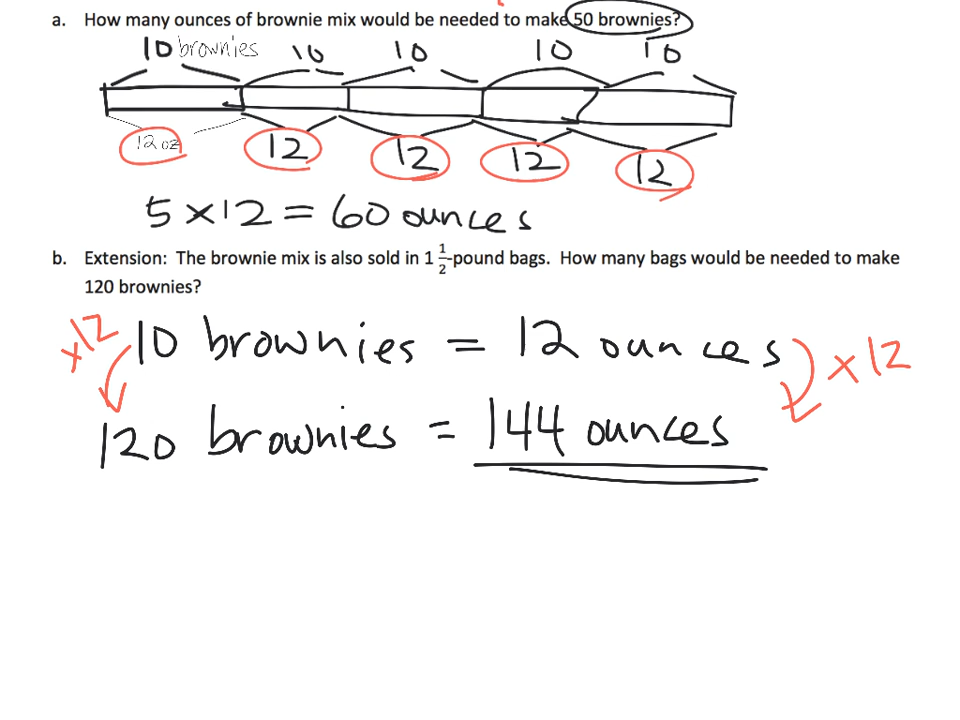 a. How many ounces of brownie mix would be needed to make 50 brownies?
10 brownies 10 10 10 10
12 oz 12 12 12 12
5 × 12 = 60 ounces
b. Extension: The brownie mix is also sold in 1 1/2-pound bags. How many bags would be needed to make
120 brownies?
×12 10 brownies = 12 ounces ×12
120 brownies = 144 ounces